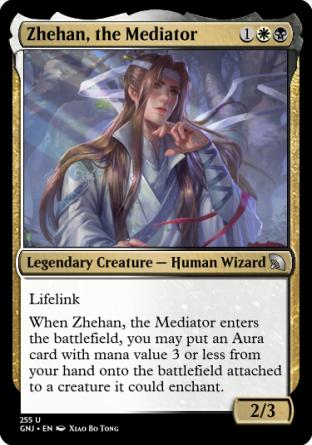 Zhehan, the Mediator 1
Legendary Creature — Human Wizard
Lifelink
When Zhehan, the Mediator enters
the battlefield, you may put an Aura
card with mana value 3 or less from
your hand onto the battlefield attached
to a creature it could enchant.
2/3
255 U
GNJ • EN Xiao Bo Tong